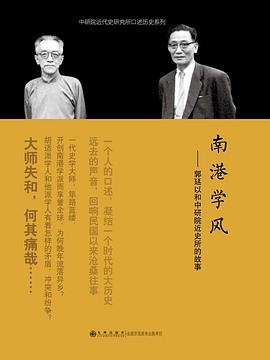 中研院近代史研究所口述历史系列
南港学风
——郭廷以和中研院近史所的故事
一个人的口述，凝结一个时代的大历史
远去的声音，回响民国以来沧桑往事
一代史学大师，筚路蓝缕
开创南港学派而享誉全球，为何晚年流落异乡？
胡适派学人和他派学人有着怎样的矛盾、冲突和纷争？
大师失和，何其痛哉……
九州出版社